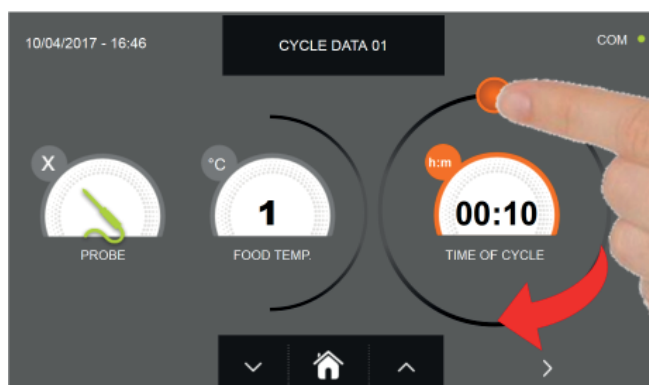 10/04/2017 - 16:46
CYCLE DATA 01
COM
X
°C
h:m
1
00:10
PROBE
FOOD TEMP.
TIME OF CYCLE